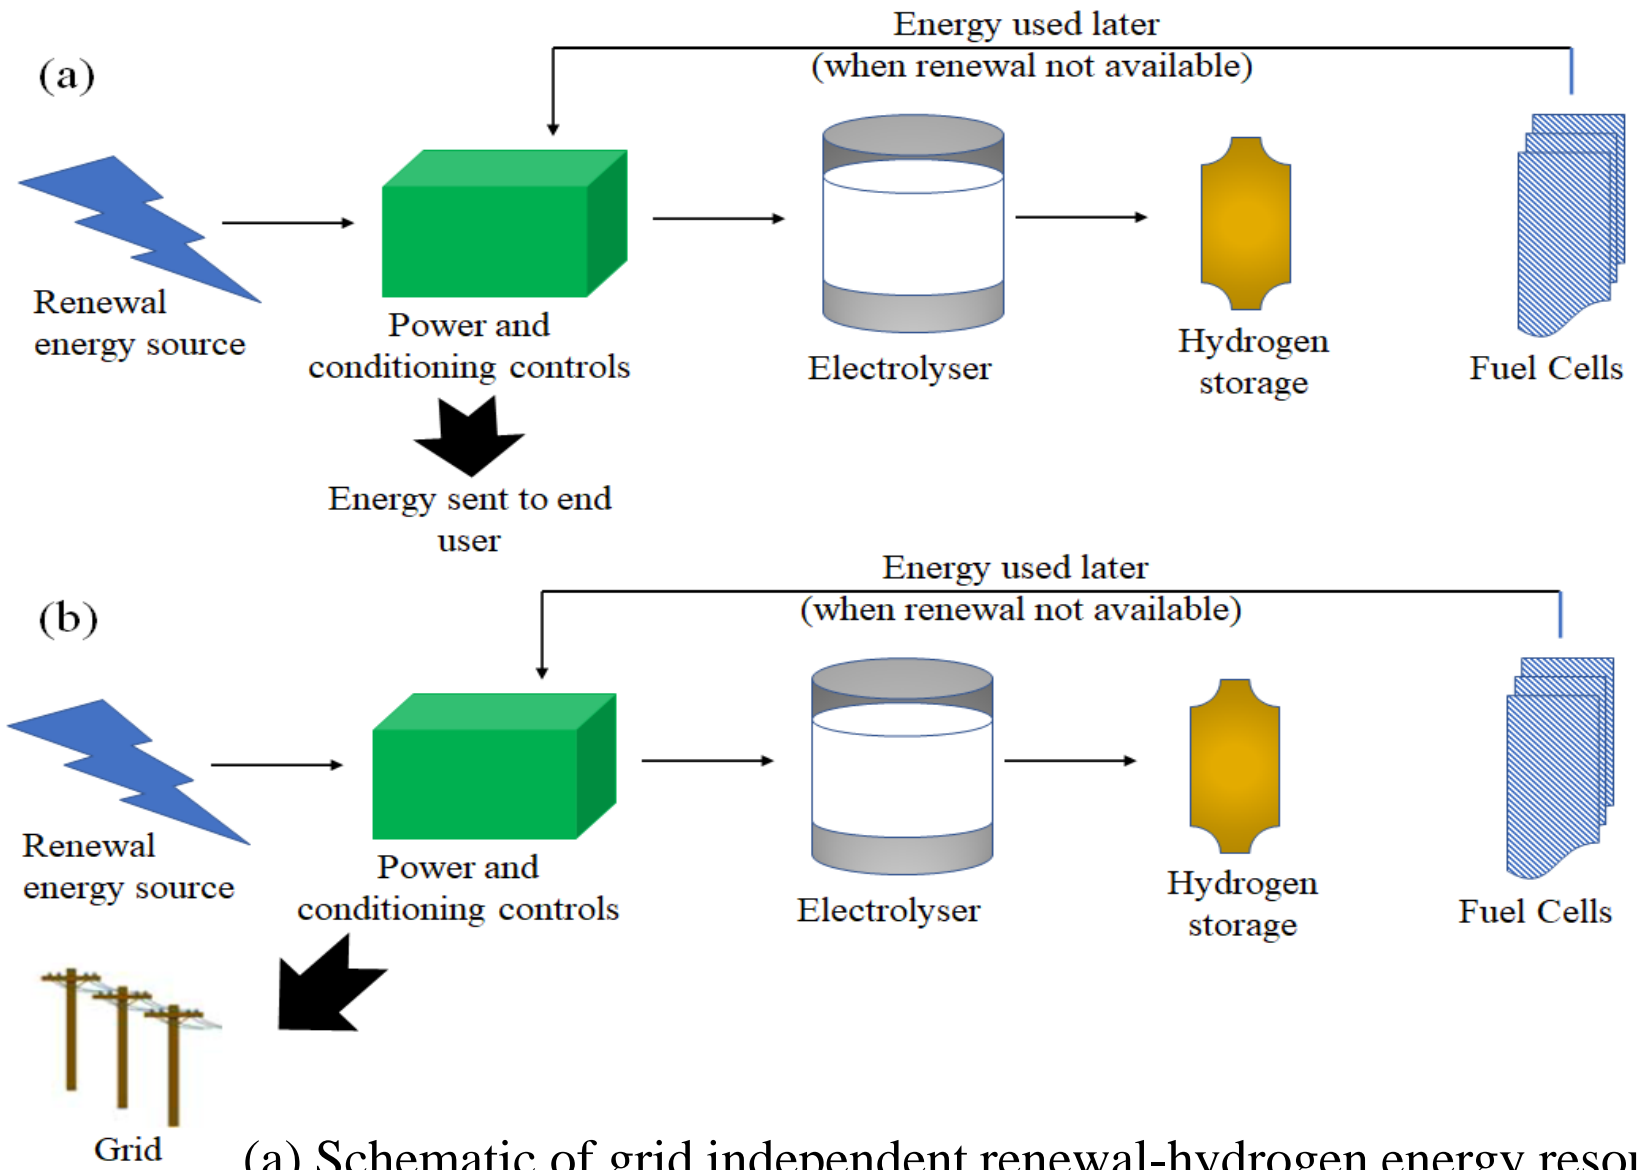 Energy used later
(when renewal not available)
(a)
Renewal
energy source
Power and
conditioning controls
Electrolyser
Hydrogen
storage
Fuel Cells
Energy sent to end
user
Energy used later
(when renewal not available)
(b)
Renewal
energy source
Power and
conditioning controls
Electrolyser
Hydrogen
storage
Fuel Cells
Grid
(a) Schematic of grid independent renewal-hydrogen energy